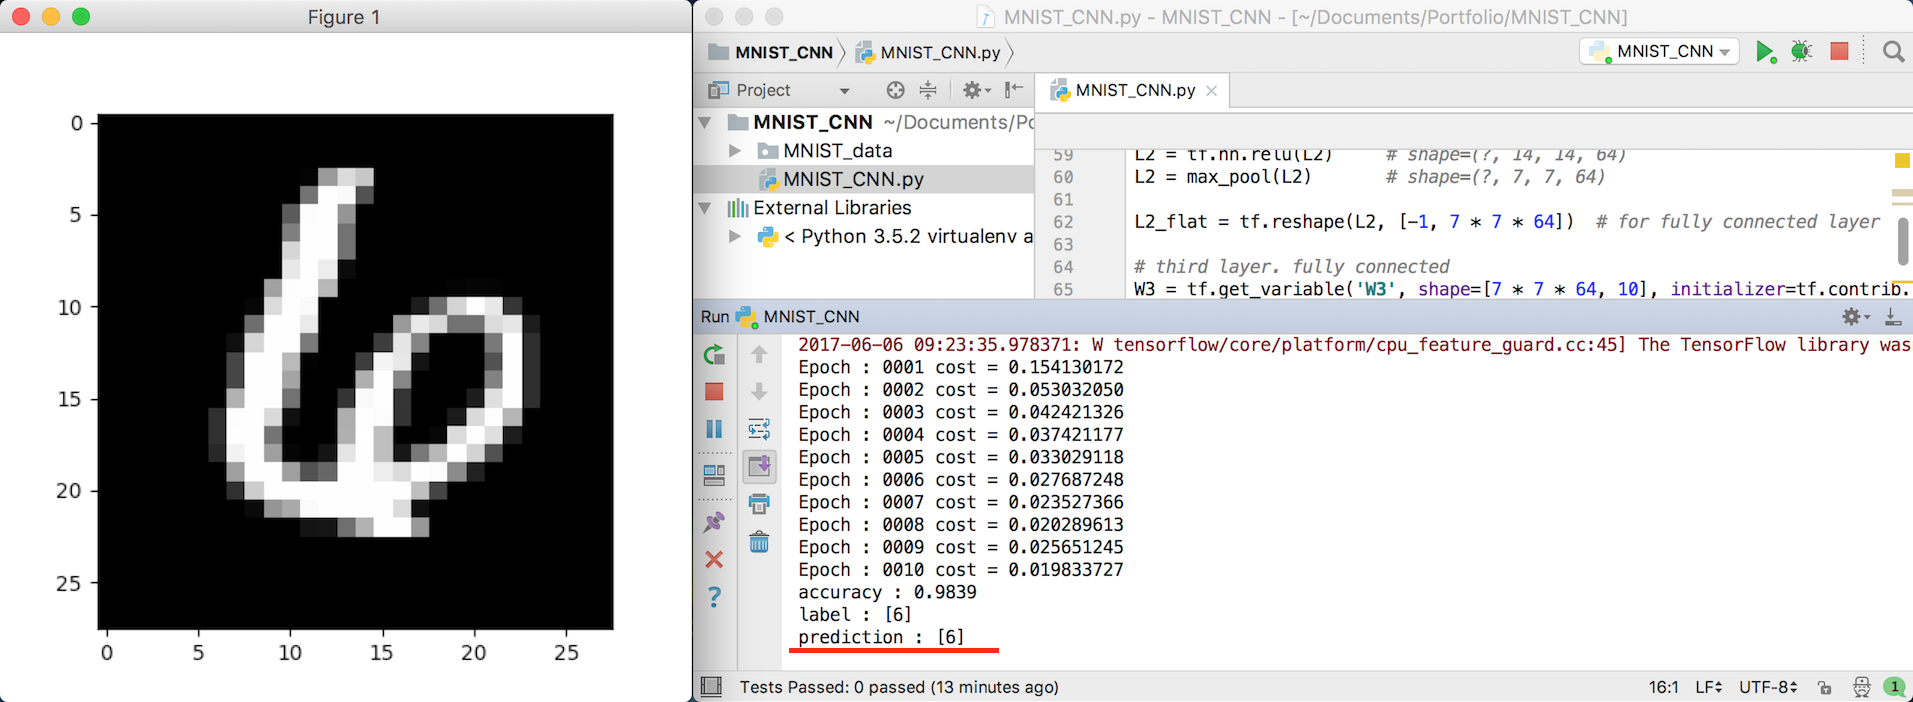 Figure 1
0
5
10
15
20
25
0 5 10 15 20 25
MNIST_CNN.py - MNIST_CNN - [~/Documents/Portfolio/MNIST_CNN]
MNIST_CNN MNIST_CNN.py MNIST_CNN
Project MNIST_CNN.py
MNIST_CNN ~/Documents/Po
MNIST_data
MNIST_CNN.py
External Libraries
< Python 3.5.2 virtualenv a
59 L2 = tf.nn.relu(L2) # shape=(?, 14, 14, 64)
60 L2 = max_pool(L2) # shape=(?, 7, 7, 64)
61
62 L2_flat = tf.reshape(L2, [-1, 7 * 7 * 64]) # for fully connected layer
63
64 # third layer. fully connected
65 W3 = tf.get_variable('W3', shape=[7 * 7 * 64, 10], initializer=tf.contrib.
Run MNIST_CNN
2017-06-06 09:23:35.978371: W tensorflow/core/platform/cpu_feature_guard.cc:45] The TensorFlow library was
Epoch : 0001 cost = 0.154130172
Epoch : 0002 cost = 0.053032050
Epoch : 0003 cost = 0.042421326
Epoch : 0004 cost = 0.037421177
Epoch : 0005 cost = 0.033029118
Epoch : 0006 cost = 0.027687248
Epoch : 0007 cost = 0.023527366
Epoch : 0008 cost = 0.020289613
Epoch : 0009 cost = 0.025651245
Epoch : 0010 cost = 0.019833727
accuracy : 0.9839
label : [6]
prediction : [6]
Tests Passed: 0 passed (13 minutes ago) 16:1 LF UTF-8 1